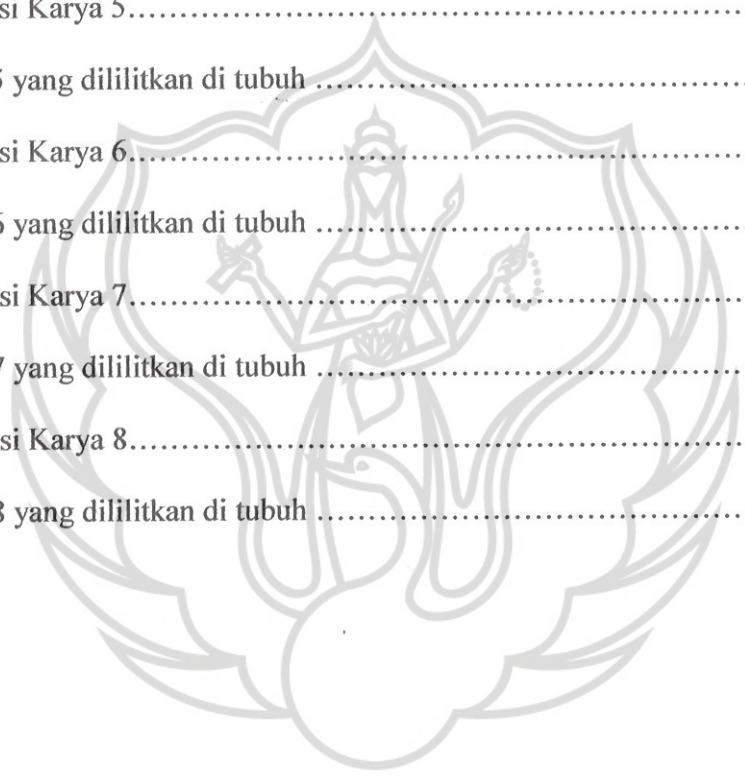 si Karya 5..........................................................................
5 yang dililitkan di tubuh ..................................................
si Karya 6..........................................................................
6 yang dililitkan di tubuh ..................................................
si Karya 7..........................................................................
7 yang dililitkan di tubuh ..................................................
si Karya 8..........................................................................
8 yang dililitkan di tubuh ..................................................